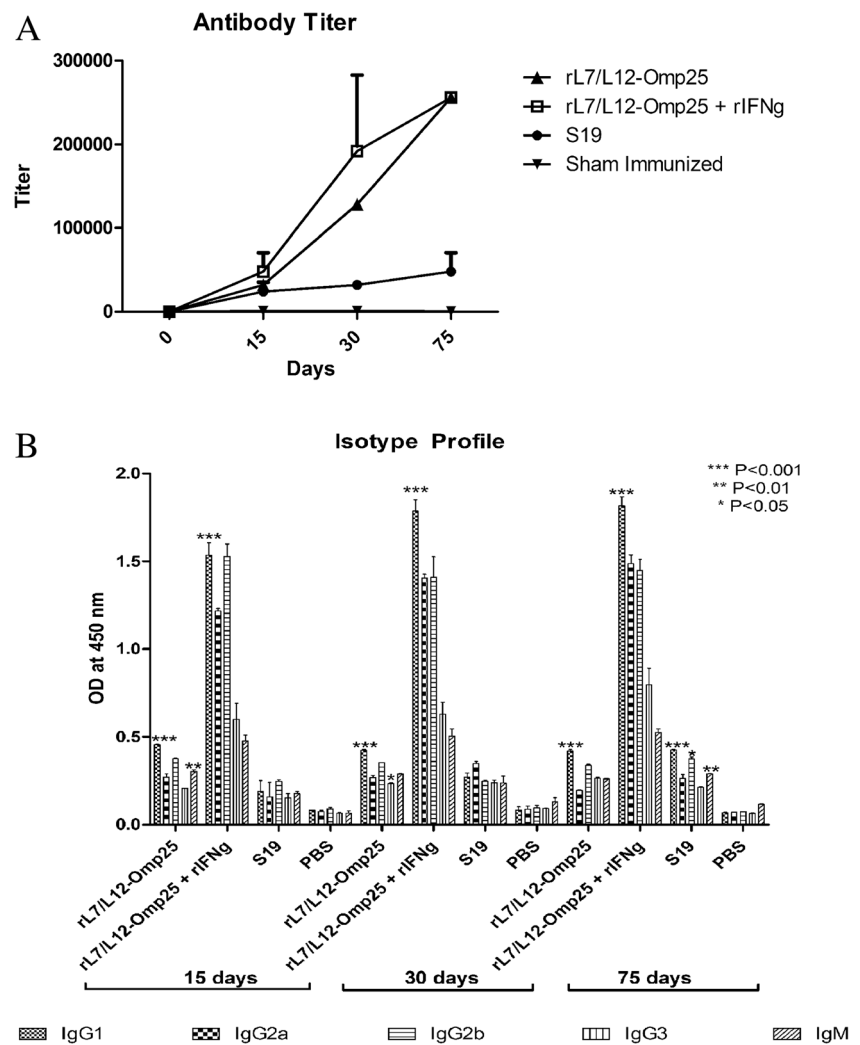 A
Antibody Titer
300000
200000
100000
0
Titer
0
15
30
75
Days
rL7/L12-Omp25
rL7/L12-Omp25 + rIFNg
S19
Sham Immunized
B
Isotype Profile
*** P<0.001
** P<0.01
* P<0.05
2.0
1.5
1.0
0.5
0.0
OD at 450 nm
***
**
***
***
*
***
***
***
***
*
**
rL7/L12-Omp25
rL7/L12-Omp25 + rIFNg
S19
PBS
rL7/L12-Omp25
rL7/L12-Omp25 + rIFNg
S19
PBS
rL7/L12-Omp25
rL7/L12-Omp25 + rIFNg
S19
PBS
15 days
30 days
75 days
IgG1
IgG2a
IgG2b
IgG3
IgM